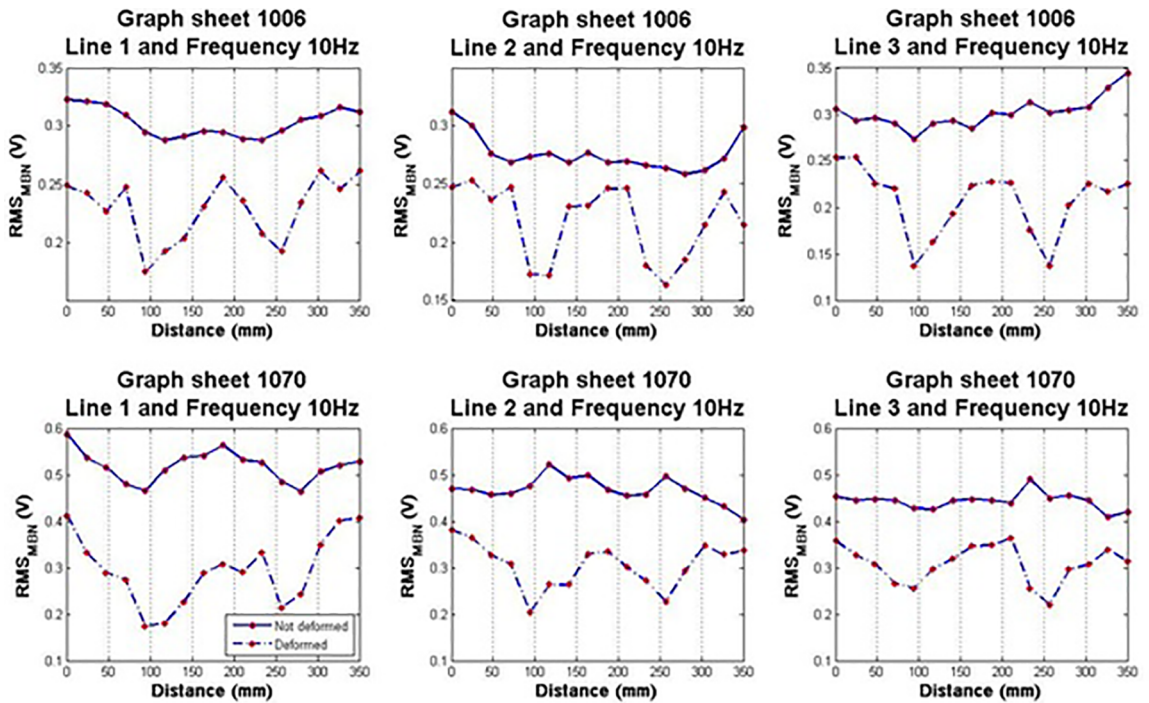 Graph sheet 1006
Line 1 and Frequency 10Hz
0.35
0.3
0.25
0.2
RMS_MBN (V)
0 50 100 150 200 250 300 350
Distance (mm)
Graph sheet 1006
Line 2 and Frequency 10Hz
0.35
0.3
0.25
0.2
0.15
RMS_MBN (V)
0 50 100 150 200 250 300 350
Distance (mm)
Graph sheet 1006
Line 3 and Frequency 10Hz
0.35
0.3
0.25
0.2
0.15
0.1
RMS_MBN (V)
0 50 100 150 200 250 300 350
Distance (mm)
Graph sheet 1070
Line 1 and Frequency 10Hz
0.6
0.5
0.4
0.3
0.2
0.1
RMS_MBN (V)
Not deformed
Deformed
0 50 100 150 200 250 300 350
Distance (mm)
Graph sheet 1070
Line 2 and Frequency 10Hz
0.6
0.5
0.4
0.3
0.2
0.1
RMS_MBN (V)
0 50 100 150 200 250 300 350
Distance (mm)
Graph sheet 1070
Line 3 and Frequency 10Hz
0.6
0.5
0.4
0.3
0.2
0.1
RMS_MBN (V)
0 50 100 150 200 250 300 350
Distance (mm)